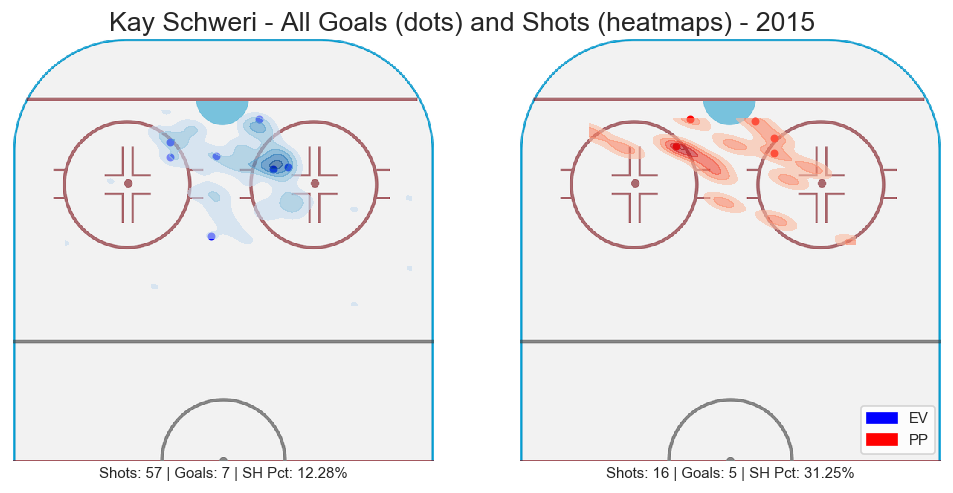 Kay Schweri - All Goals (dots) and Shots (heatmaps) - 2015
EV
PP
Shots: 57 | Goals: 7 | SH Pct: 12.28%
Shots: 16 | Goals: 5 | SH Pct: 31.25%